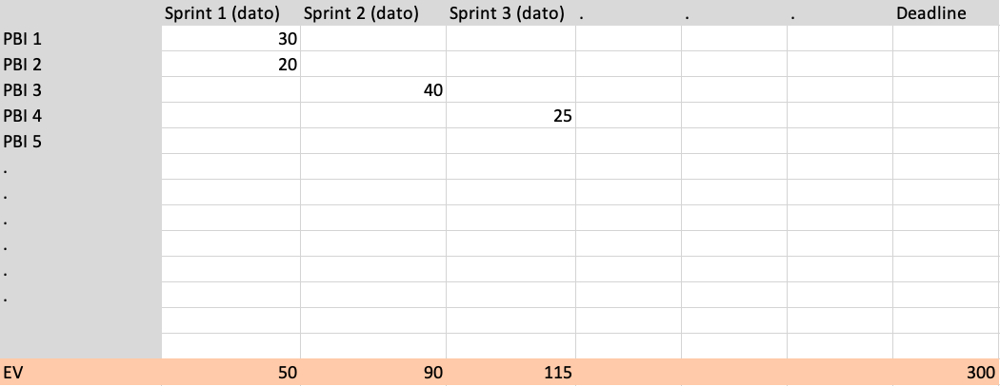 Sprint 1 (dato) Sprint 2 (dato) Sprint 3 (dato) . . . Deadline
PBI 1 30
PBI 2 20
PBI 3 40
PBI 4 25
PBI 5
.
.
.
.
.
.
EV 50 90 115 300